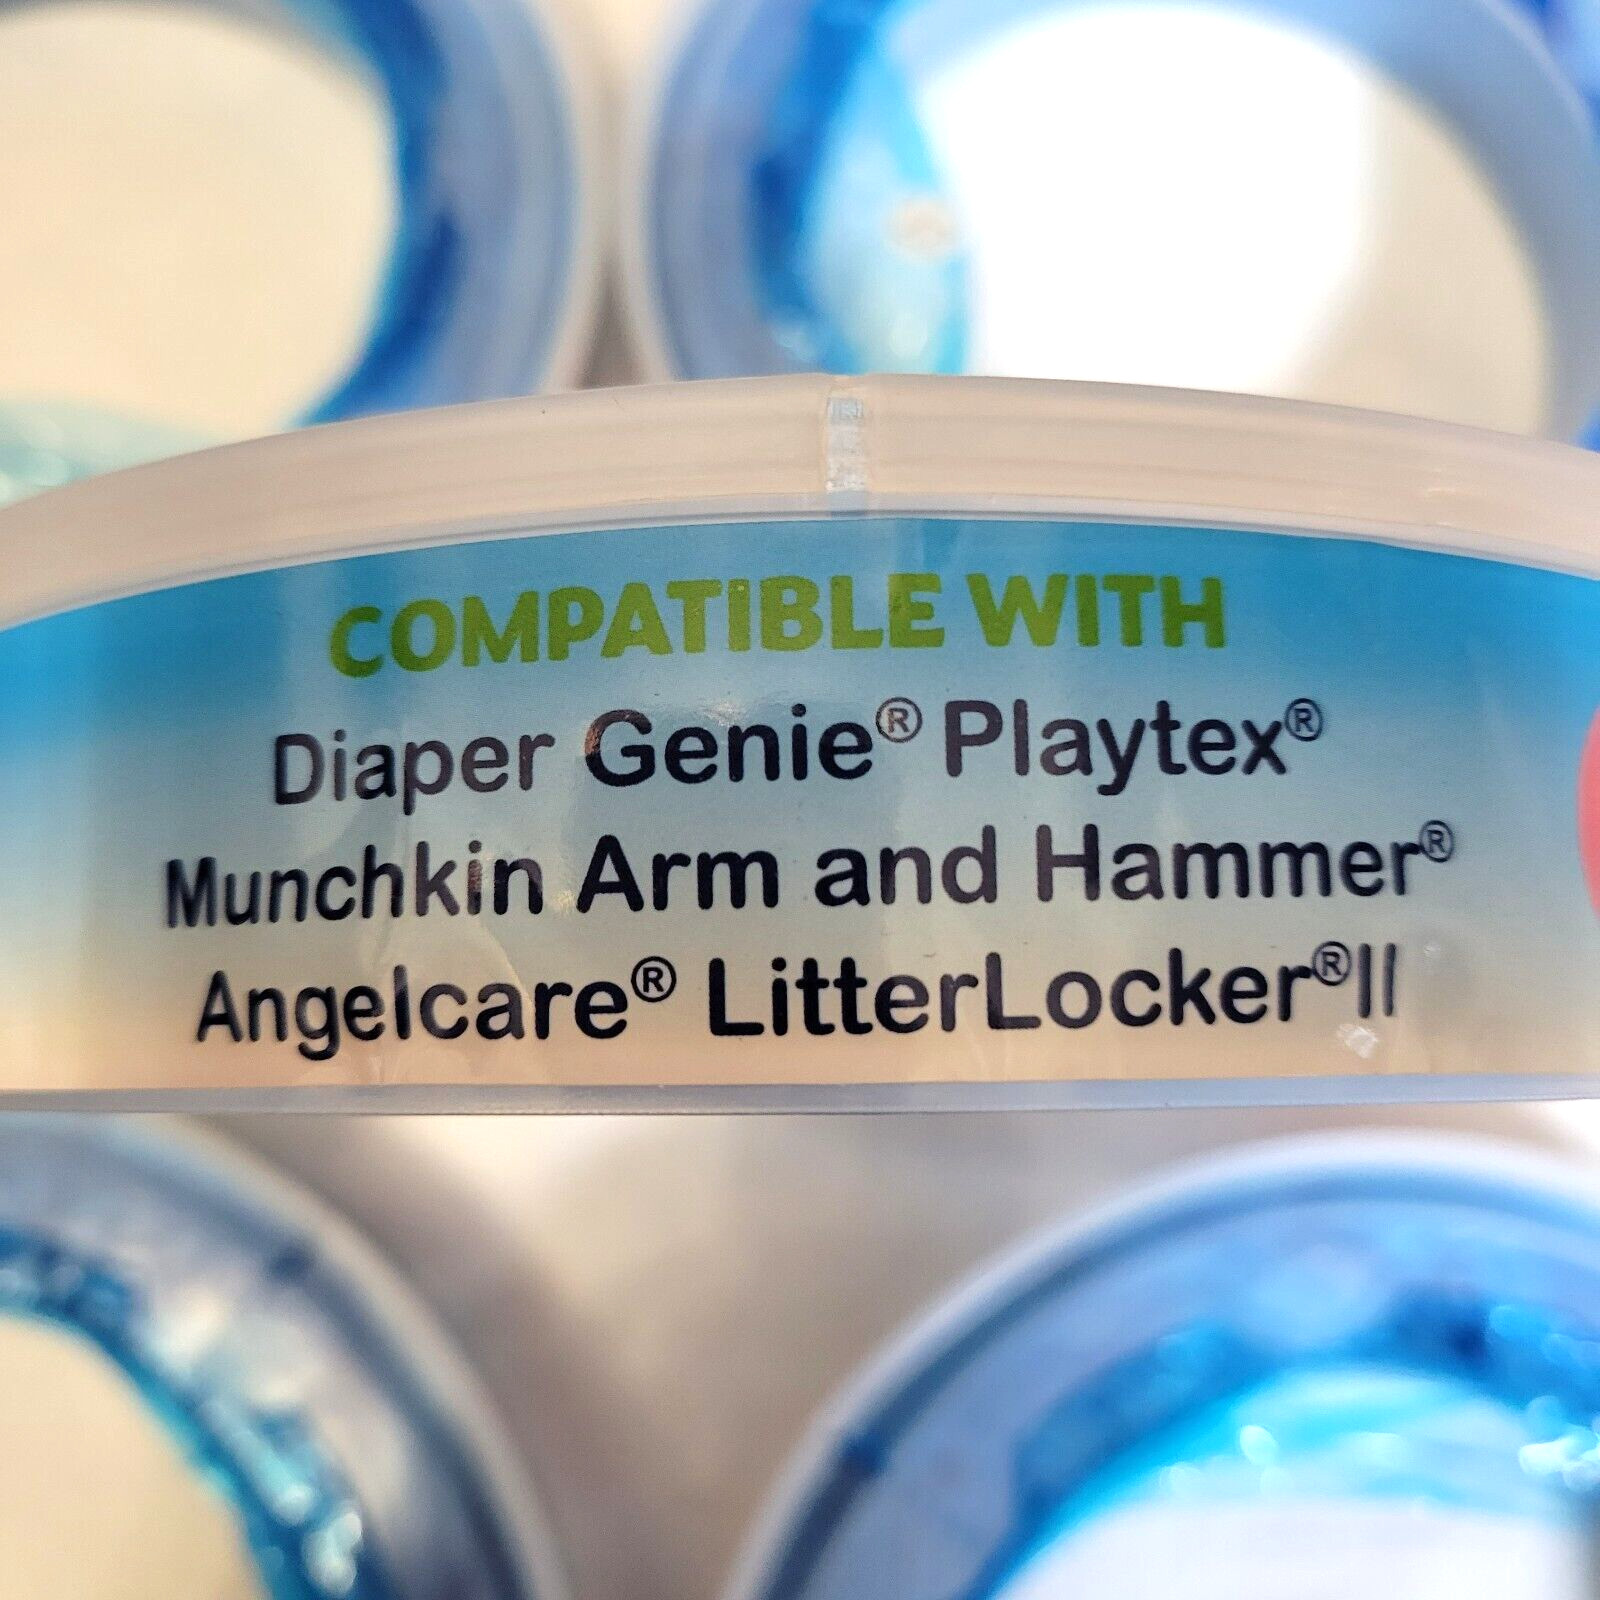 COMPATIBLE WITH
Diaper Genie® Playtex®
Munchkin Arm and Hammer®
Angelcare® LitterLocker®II